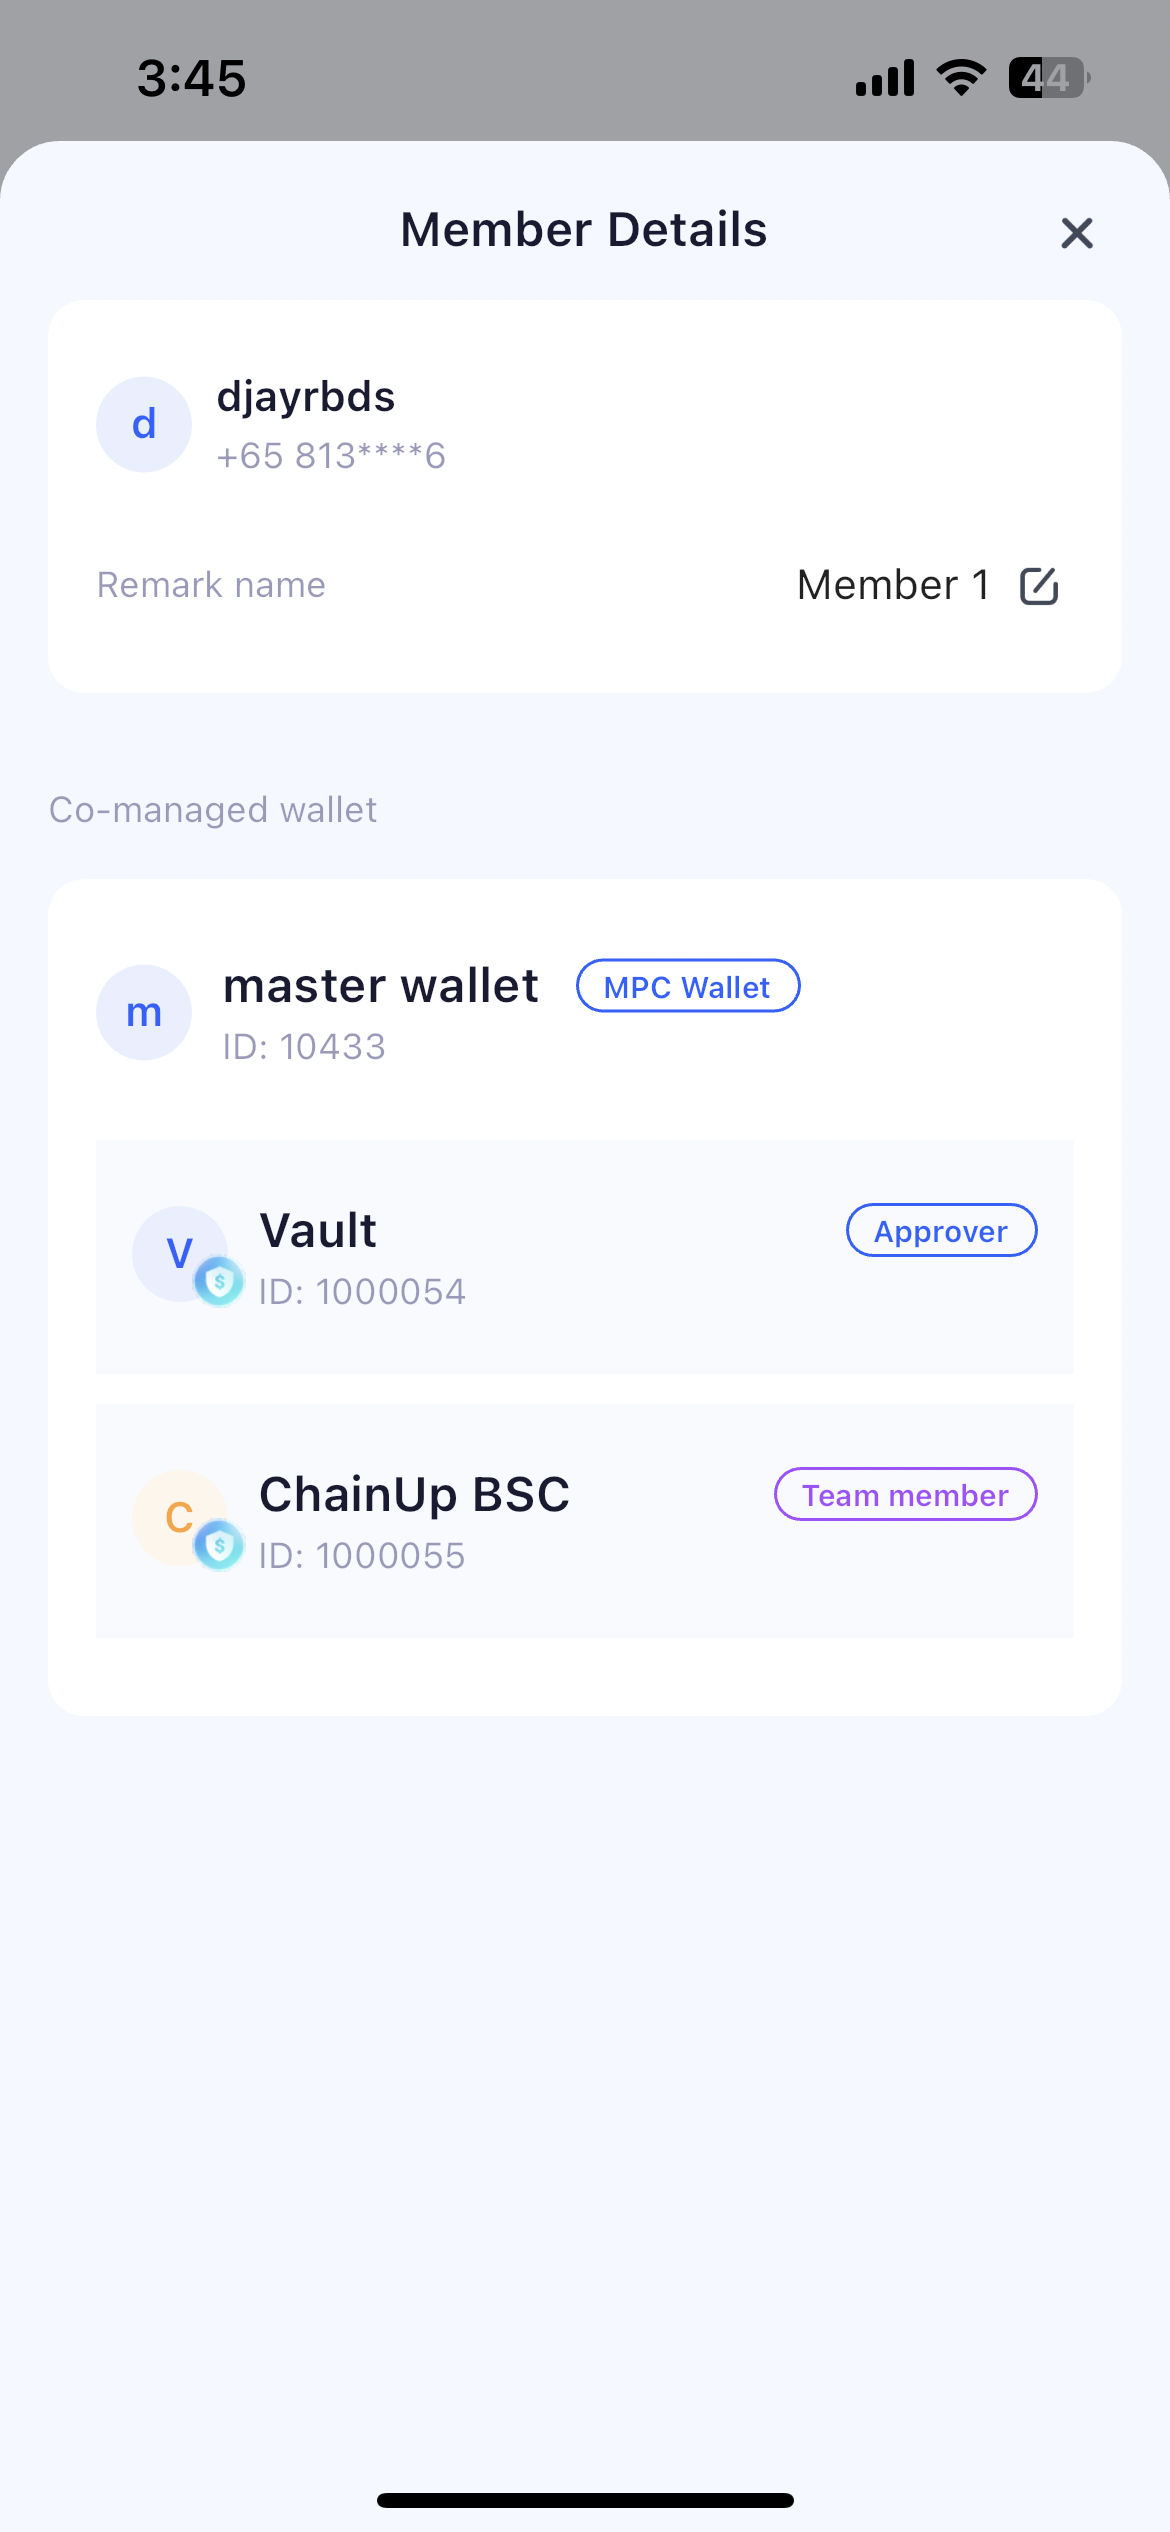 3:45
44
Member Details
d
djayrbds
+65 813****6
Remark name
Member 1
Co-managed wallet
m
master wallet
MPC Wallet
ID: 10433
V
$
Vault
Approver
ID: 1000054
C
$
ChainUp BSC
Team member
ID: 1000055